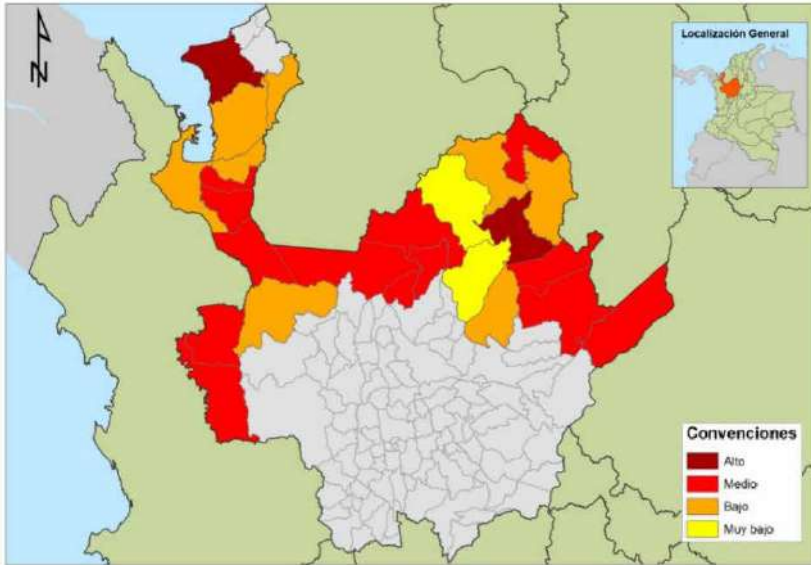 N
Localización General
Convenciones
Alto
Medio
Bajo
Muy bajo